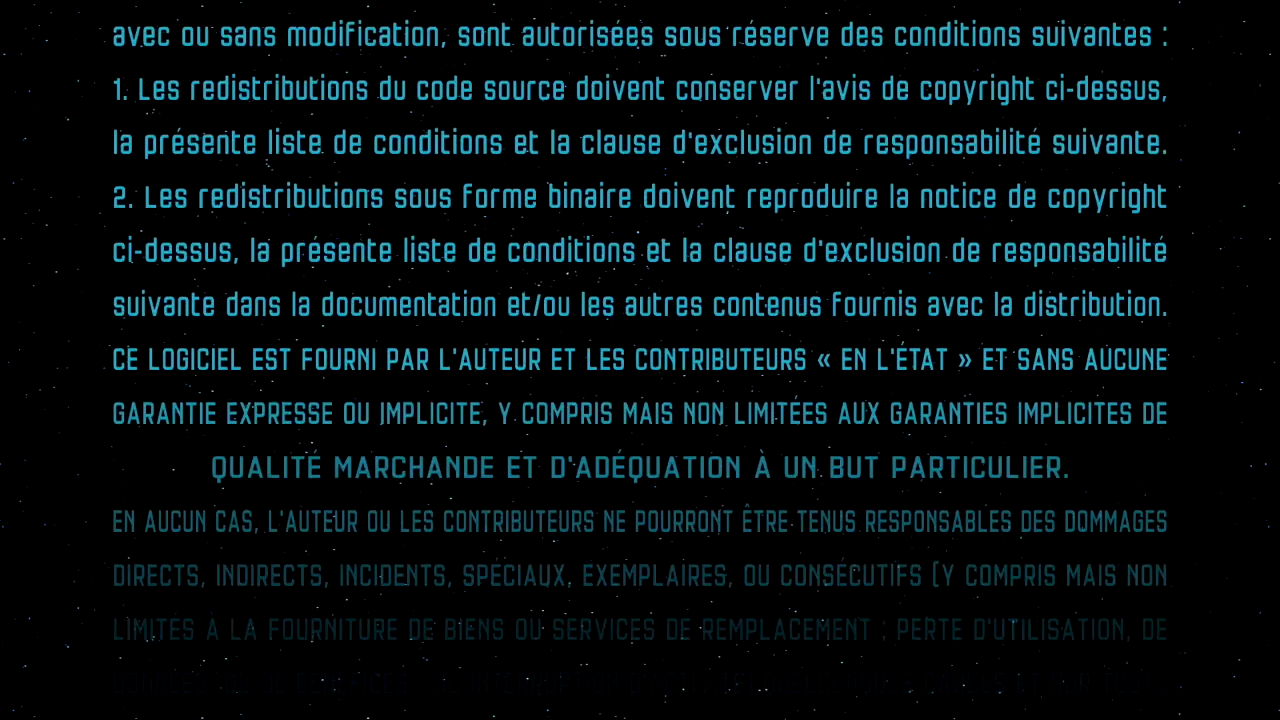 avec ou sans modification, sont autorisées sous réserve des conditions suivantes :
1. Les redistributions du code source doivent conserver l'avis de copyright ci-dessus,
la présente liste de conditions et la clause d'exclusion de responsabilité suivante.
2. Les redistributions sous forme binaire doivent reproduire la notice de copyright
ci-dessus, la présente liste de conditions et la clause d'exclusion de responsabilité
suivante dans la documentation et/ou les autres contenus fournis avec la distribution.
CE LOGICIEL EST FOURNI PAR L'AUTEUR ET LES CONTRIBUTEURS « EN L'ÉTAT » ET SANS AUCUNE
GARANTIE EXPRESSE OU IMPLICITE, Y COMPRIS MAIS NON LIMITÉES AUX GARANTIES IMPLICITES DE
QUALITÉ MARCHANDE ET D'ADÉQUATION À UN BUT PARTICULIER.
EN AUCUN CAS, L'AUTEUR OU LES CONTRIBUTEURS NE POURRONT ÊTRE TENUS RESPONSABLES DES DOMMAGES
DIRECTS, INDIRECTS, INCIDENTS, SPÉCIAUX, EXEMPLAIRES, OU CONSÉCUTIFS (Y COMPRIS MAIS NON
LIMITÉS À LA FOURNITURE DE BIENS OU SERVICES DE REMPLACEMENT ; PERTE D'UTILISATION, DE